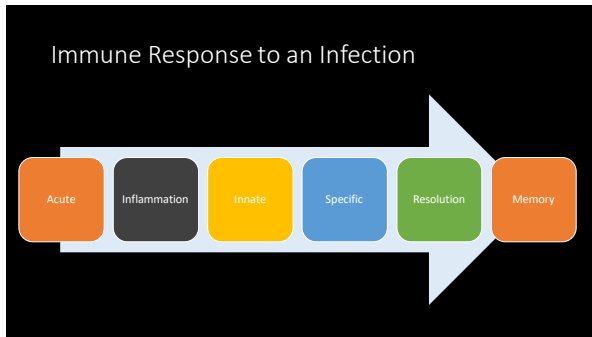 Immune Response to an Infection
Acute
Inflammation
Innate
Specific
Resolution
Memory